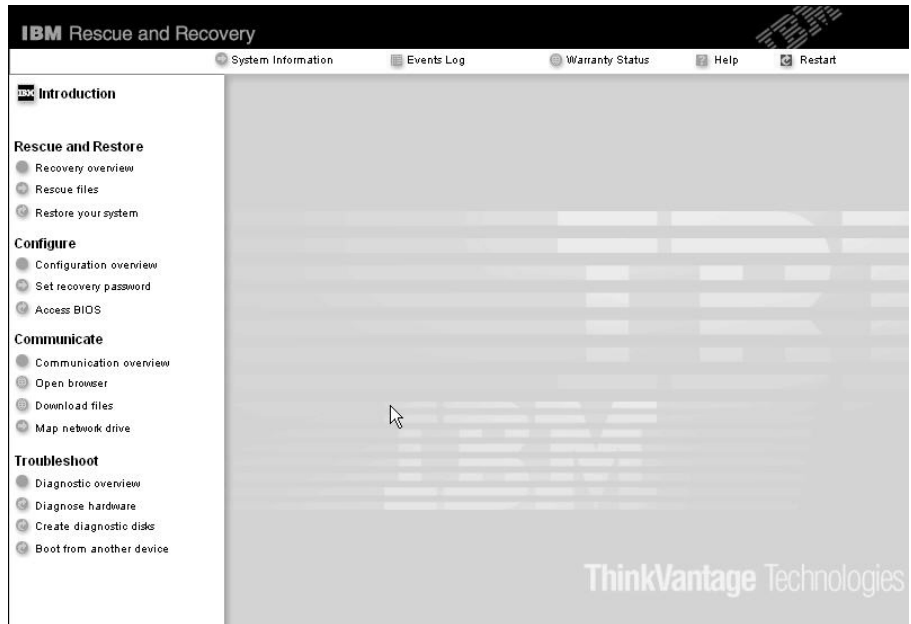 IBM Rescue and Recovery
IBM
System Information
Events Log
Warranty Status
Help
Restart
Introduction
Rescue and Restore
Recovery overview
Rescue files
Restore your system
Configure
Configuration overview
Set recovery password
Access BIOS
Communicate
Communication overview
Open browser
Download files
Map network drive
Troubleshoot
Diagnostic overview
Diagnose hardware
Create diagnostic disks
Boot from another device
IBM
ThinkVantage Technologies